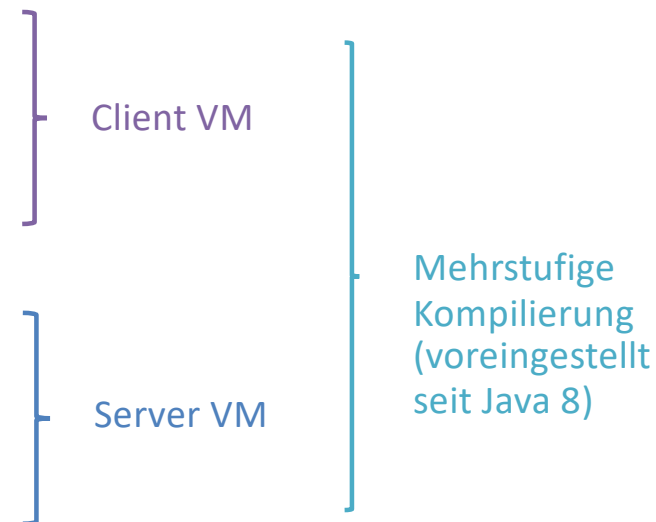 Client VM
Mehrstufige
Kompilierung
(voreingestellt
seit Java 8)
Server VM